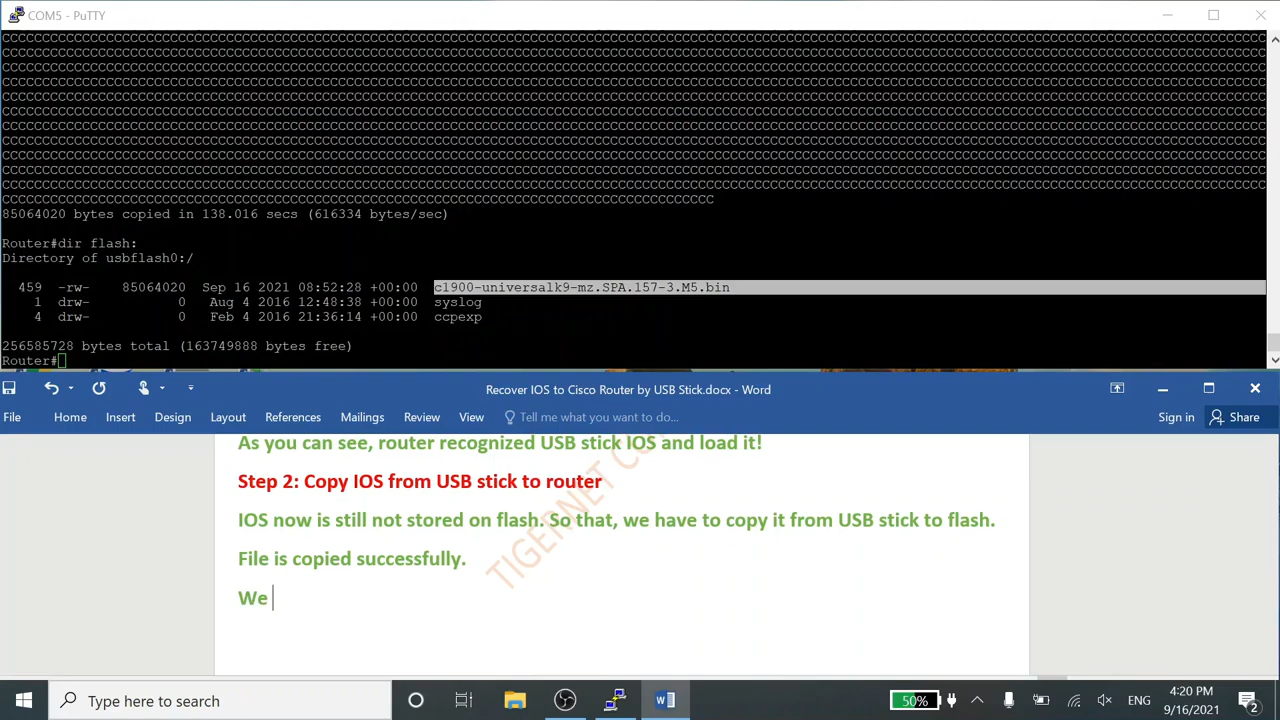 COM5 - PuTTY
85064020 bytes copied in 138.016 secs (616334 bytes/sec)
Router#dir flash:
Directory of usbflash0:/
459 -rw- 85064020 Sep 16 2021 08:52:28 +00:00 c1900-universalk9-mz.SPA.157-3.M5.bin
1 drw- 0 Aug 4 2016 12:48:38 +00:00 syslog
4 drw- 0 Feb 4 2016 21:36:14 +00:00 ccpexp
256585728 bytes total (163749888 bytes free)
Router#
Recover IOS to Cisco Router by USB Stick.docx - Word
File Home Insert Design Layout References Mailings Review View Tell me what you want to do... Sign in Share
As you can see, router recognized USB stick IOS and load it!
Step 2: Copy IOS from USB stick to router
IOS now is still not stored on flash. So that, we have to copy it from USB stick to flash.
File is copied successfully.
We
TIGERNET CO
Type here to search
50%
ENG
4:20 PM
9/16/2021
2